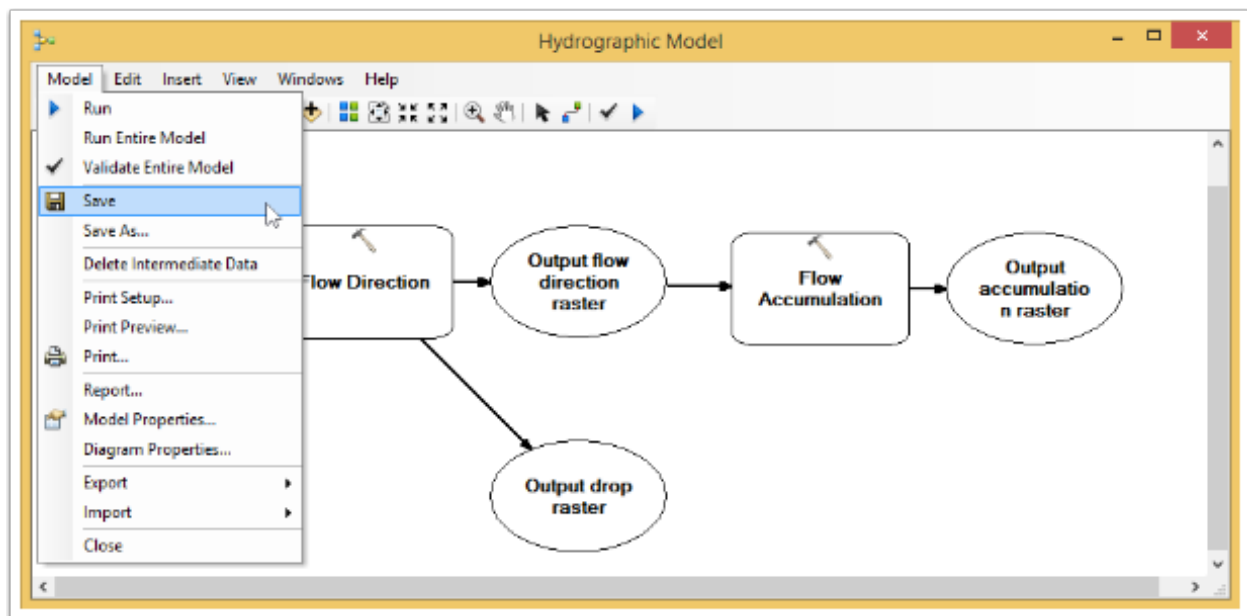 Hydrographic Model
Model Edit Insert View Windows Help
Run
Run Entire Model
Validate Entire Model
Save
Save As...
Delete Intermediate Data
Print Setup...
Print Preview...
Print...
Report...
Model Properties...
Diagram Properties...
Export
Import
Close
Flow Direction
Output flow
direction
raster
Flow
Accumulation
Output
accumulatio
n raster
Output drop
raster